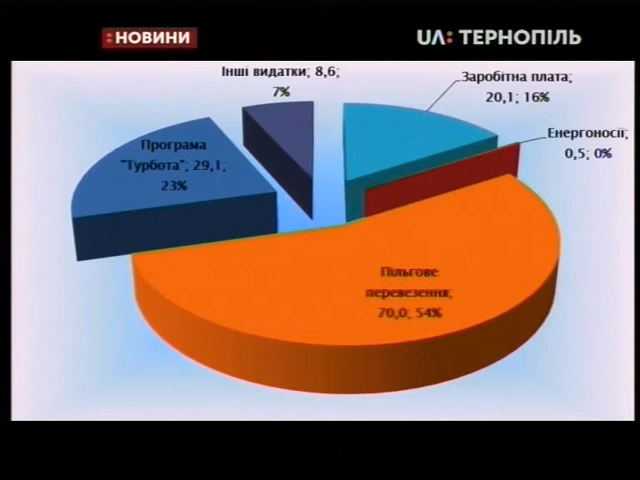 :НОВИНИ
UA: ТЕРНОПІЛЬ
Інші видатки; 8,6;
7%
Заробітна плата;
20,1; 16%
Енергоносії;
0,5; 0%
Програма
"Турбота"; 29,1;
23%
Пільгове
перевезення;
70,0; 54%